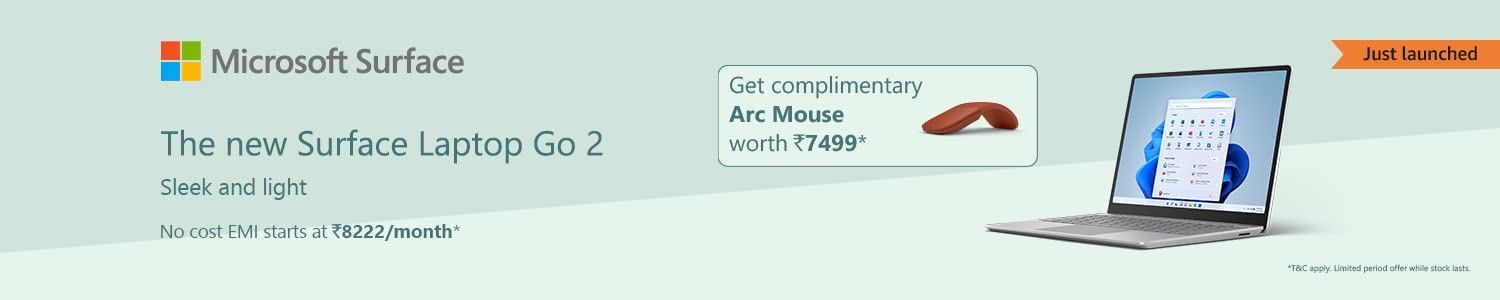 Microsoft Surface
The new Surface Laptop Go 2
Sleek and light
No cost EMI starts at ₹8222/month*
Get complimentary
Arc Mouse
worth ₹7499*
Just launched
*T&C apply. Limited period offer while stock lasts.